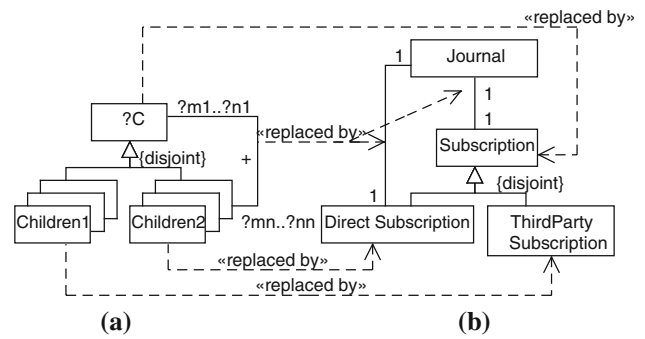 «replaced by»
1
Journal
?m1..?n1
?C
1
«replaced by»
1
+
Subscription
{disjoint}
{disjoint}
1
Children1
Children2
?mn..?nn
Direct Subscription
ThirdParty
Subscription
«replaced by»
«replaced by»
(a)
(b)